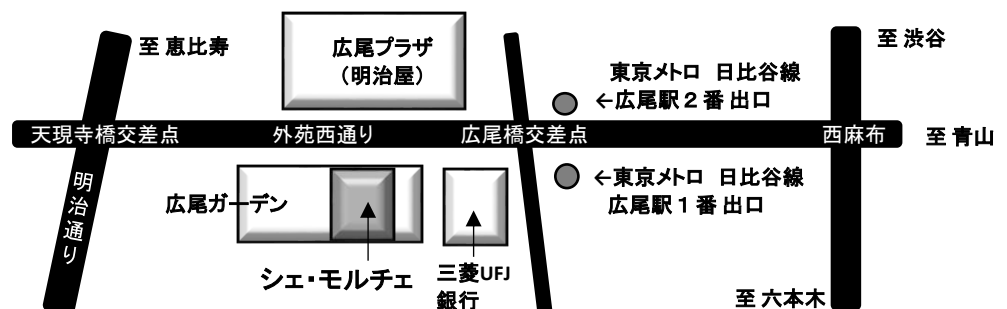 至 恵比寿
広尾プラザ
（明治屋）
至 渋谷
東京メトロ 日比谷線
←広尾駅２番 出口
天現寺橋交差点
外苑西通り
広尾橋交差点
西麻布
至 青山
明治通り
広尾ガーデン
←東京メトロ 日比谷線
広尾駅１番 出口
シェ・モルチェ
三菱UFJ
銀行
至 六本木